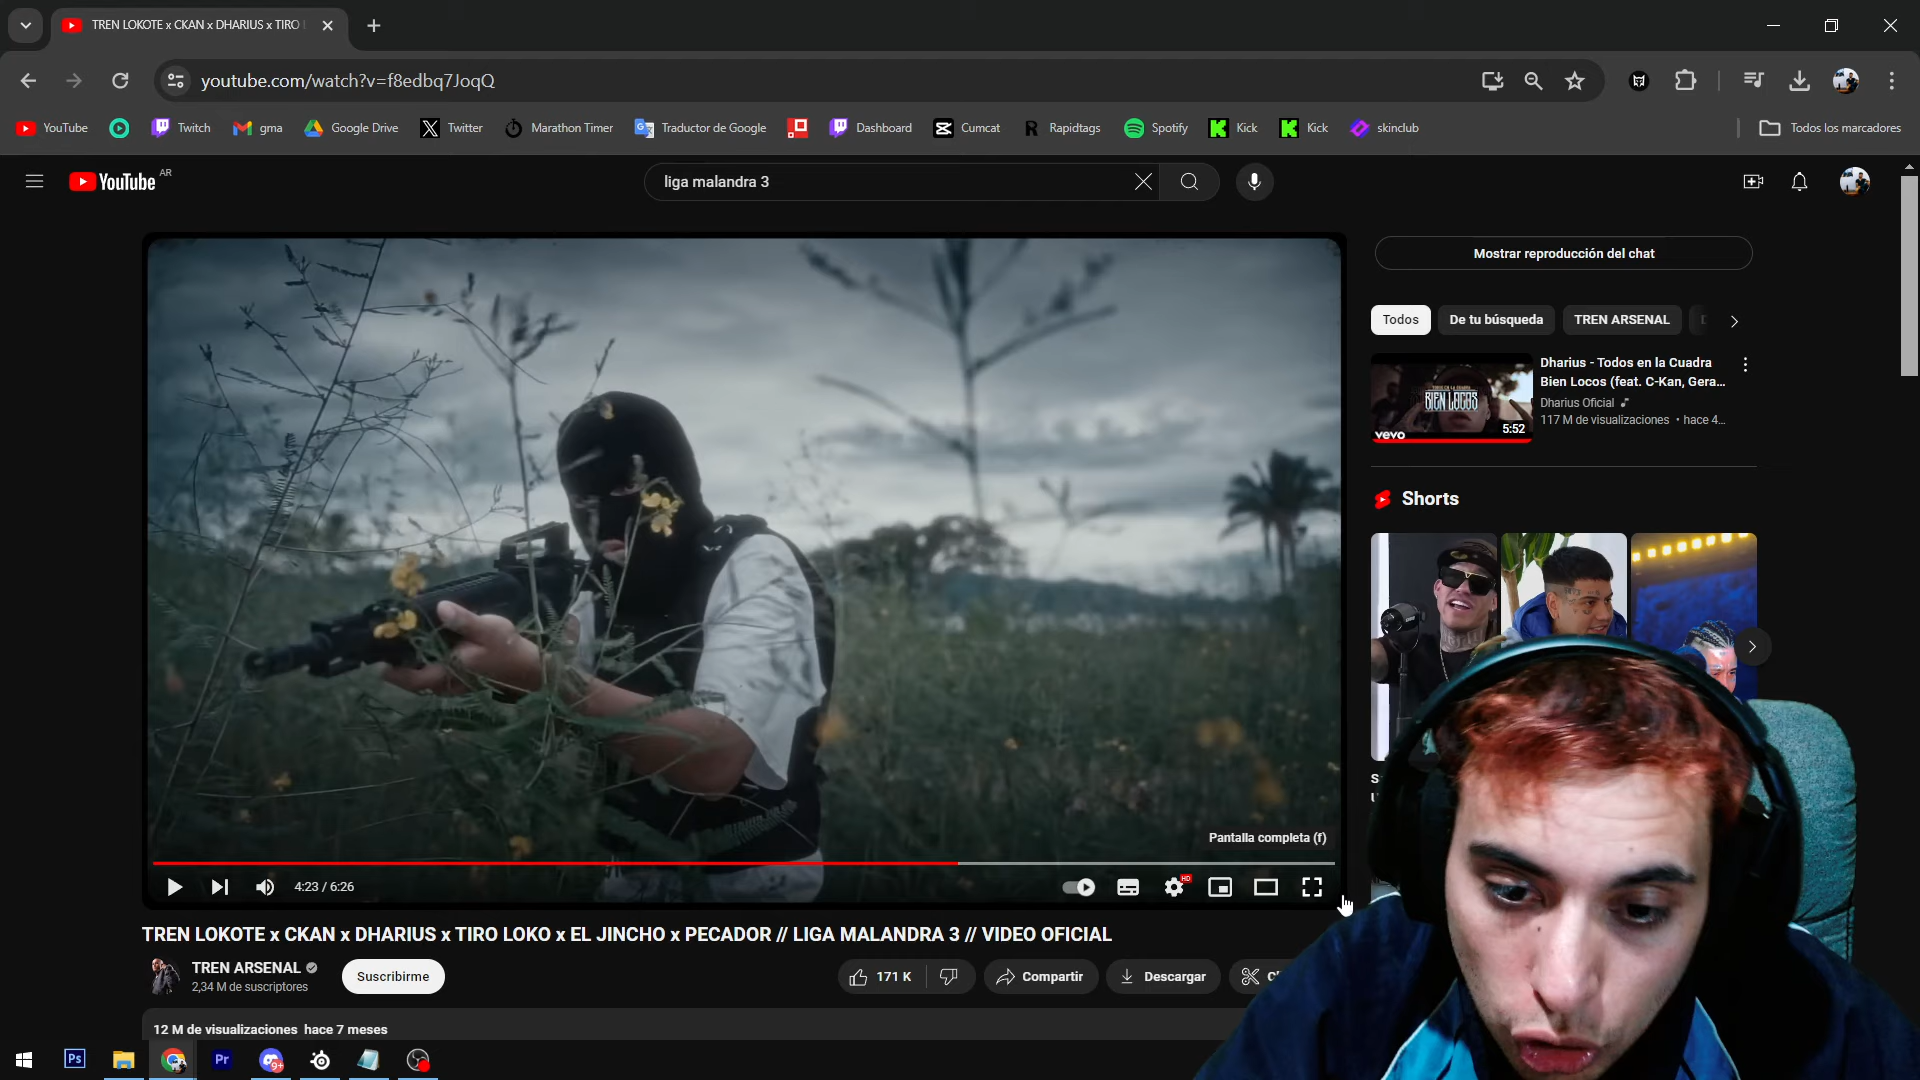 TREN LOKOTE x CKAN x DHARIUS x TIRO
youtube.com/watch?v=f8edbq7JoqQ
YouTube
Twitch
gma
Google Drive
Twitter
Marathon Timer
Traductor de Google
Dashboard
Cumcat
Rapidtags
Spotify
Kick
Kick
skinclub
Todos los marcadores
YouTube AR
liga malandra 3
Mostrar reproducción del chat
Todos
De tu búsqueda
TREN ARSENAL
BIEN LOCOS
vevo
5:52
Dharius - Todos en la Cuadra
Bien Locos (feat. C-Kan, Gera...
Dharius Oficial
117 M de visualizaciones • hace 4...
Shorts
Pantalla completa (f)
4:23 / 6:26
HD
TREN LOKOTE x CKAN x DHARIUS x TIRO LOKO x EL JINCHO x PECADOR // LIGA MALANDRA 3 // VIDEO OFICIAL
TREN ARSENAL
2,34 M de suscriptores
Suscribirme
171 K
Compartir
Descargar
12 M de visualizaciones hace 7 meses
Ps
Pr
9+